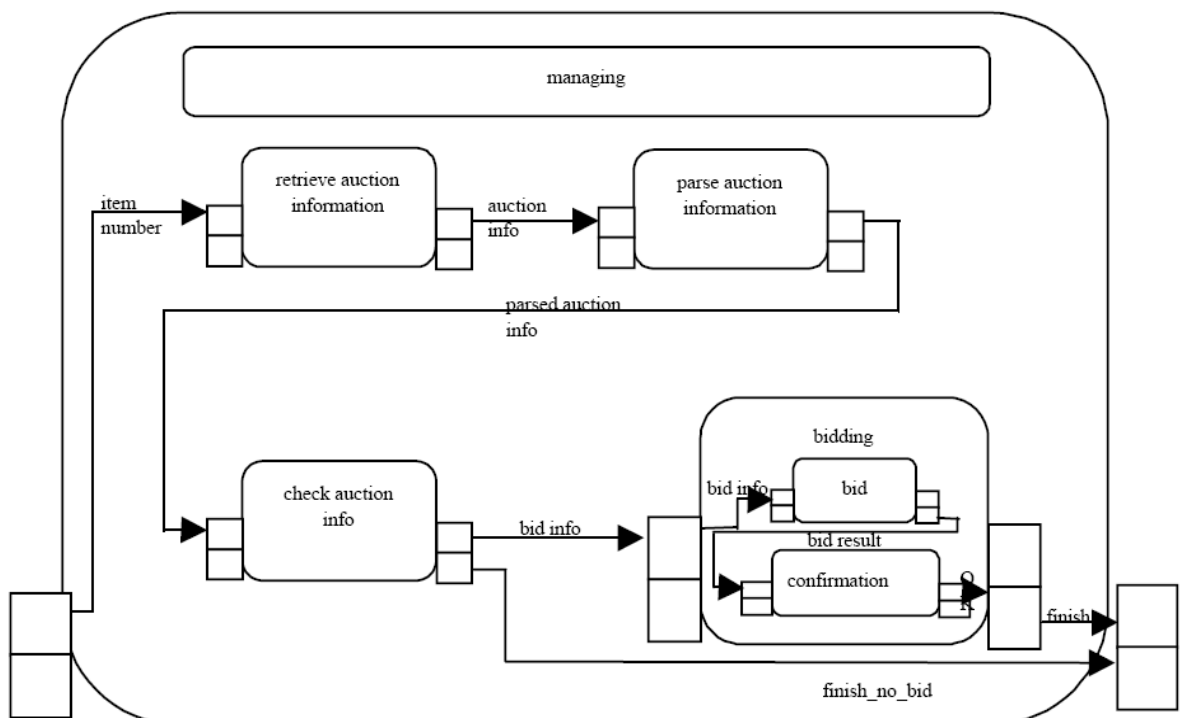 managing
retrieve auction
information
parse auction
information
item
number
auction
info
parsed auction
info
bidding
bid info
bid
check auction
info
bid info
bid result
confirmation
OK
finish
finish_no_bid